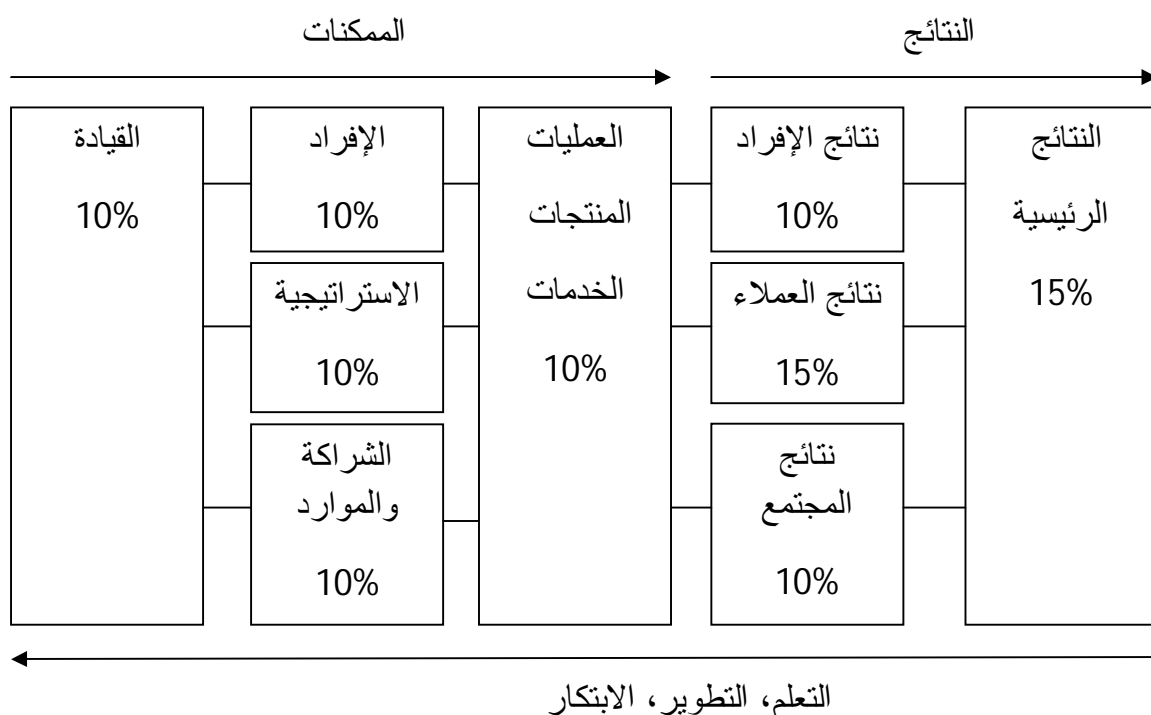 الممكنات
النتائج
القيادة
10%
الإفراد
10%
الاستراتيجية
10%
الشراكة
والموارد
10%
العمليات
المنتجات
الخدمات
10%
نتائج الإفراد
10%
نتائج العملاء
15%
نتائج
المجتمع
10%
النتائج
الرئيسية
15%
التعلم، التطوير، الابتكار